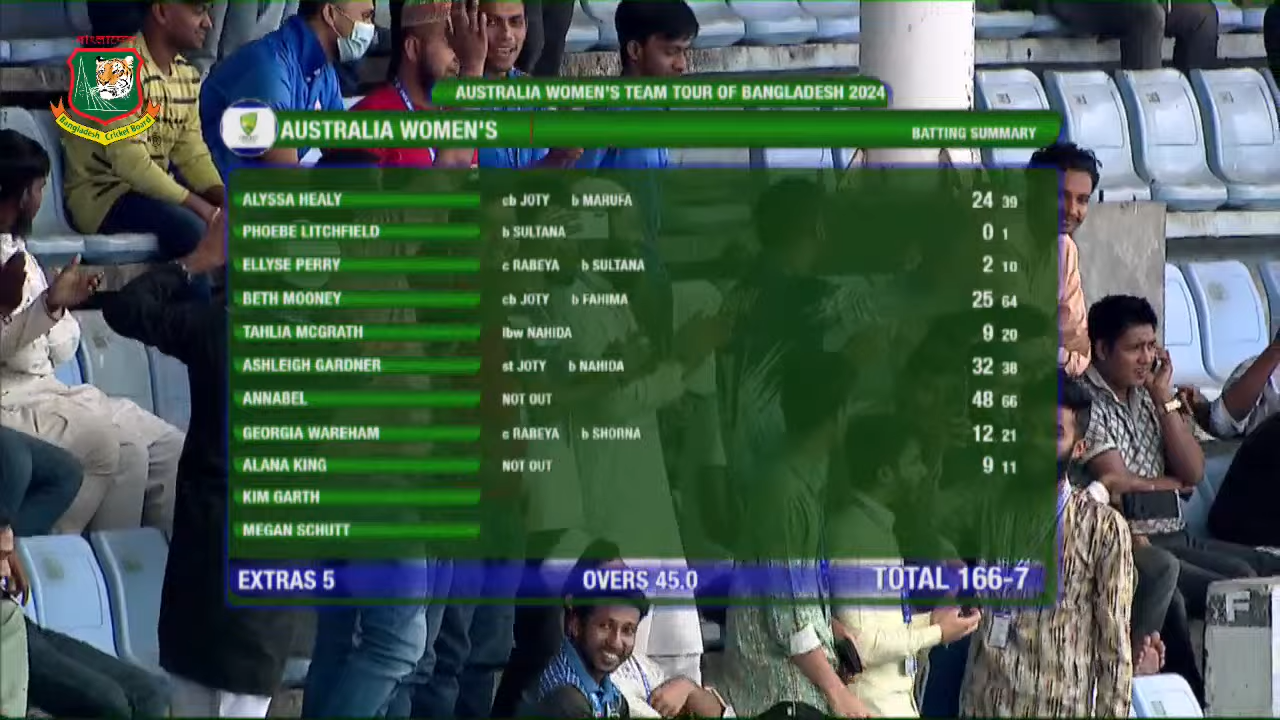 বাংলাদেশ
Bangladesh Cricket Board
AUSTRALIA WOMEN'S TEAM TOUR OF BANGLADESH 2024
AUSTRALIA WOMEN'S BATTING SUMMARY
ALYSSA HEALY cb JOTY b MARUFA 24 39
PHOEBE LITCHFIELD b SULTANA 0 1
ELLYSE PERRY c RABEYA b SULTANA 2 10
BETH MOONEY cb JOTY b FAHIMA 25 64
TAHLIA MCGRATH lbw NAHIDA 9 20
ASHLEIGH GARDNER st JOTY b NAHIDA 32 38
ANNABEL NOT OUT 48 66
GEORGIA WAREHAM c RABEYA b SHORNA 12 21
ALANA KING NOT OUT 9 11
KIM GARTH
MEGAN SCHUTT
EXTRAS 5 OVERS 45.0 TOTAL 166-7
F